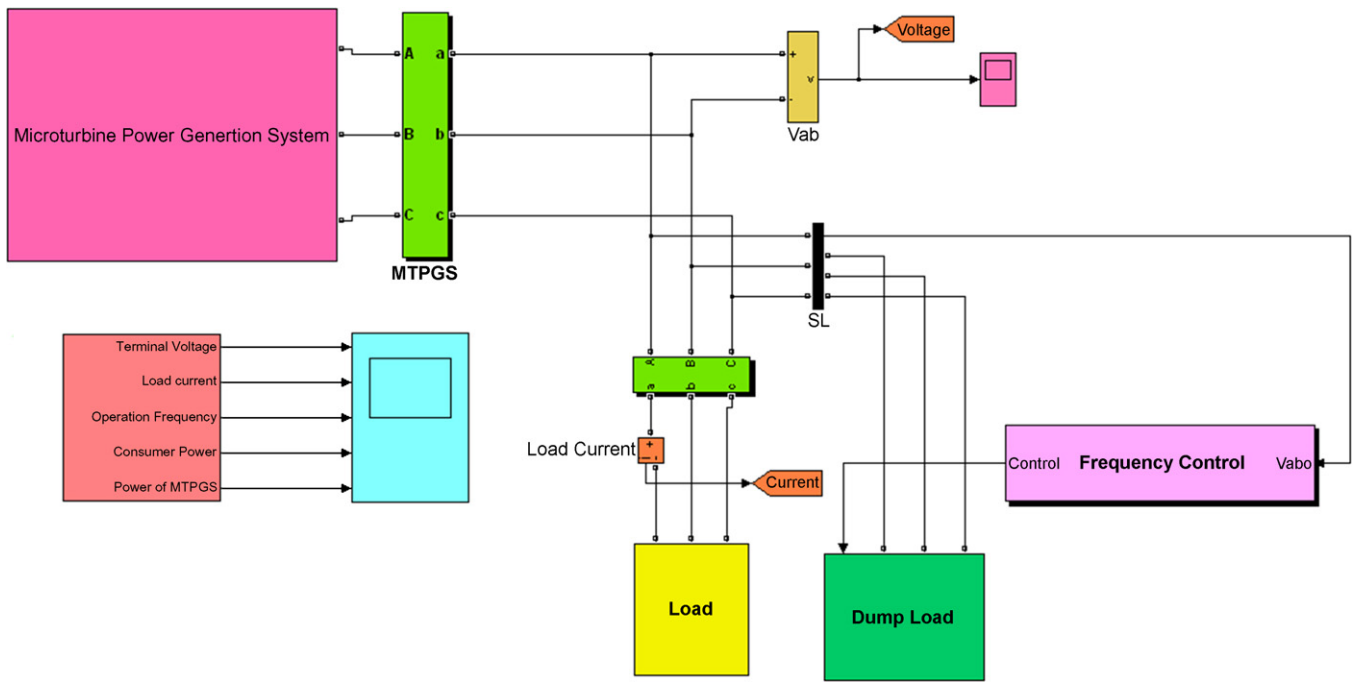 Voltage
Microturbine Power Genertion System
A a
B b
C c
+
v
-
Vab
MTPGS
SL
Terminal Voltage
Load current
Operation Frequency
Consumer Power
Power of MTPGS
A B C
a b c
Load Current
+
i -
Current
Control Frequency Control Vabo
Load
Dump Load